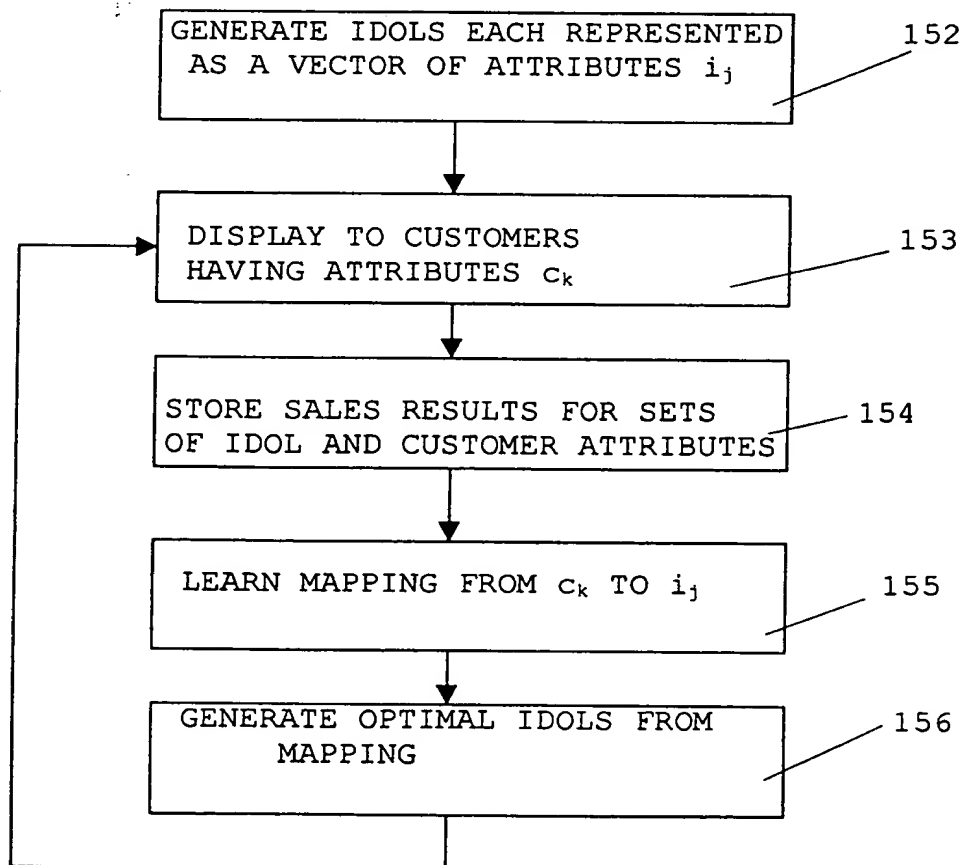 GENERATE IDOLS EACH REPRESENTED
AS A VECTOR OF ATTRIBUTES iⱼ
152
DISPLAY TO CUSTOMERS
HAVING ATTRIBUTES cₖ
153
STORE SALES RESULTS FOR SETS
OF IDOL AND CUSTOMER ATTRIBUTES
154
LEARN MAPPING FROM cₖ TO iⱼ
155
GENERATE OPTIMAL IDOLS FROM
MAPPING
156